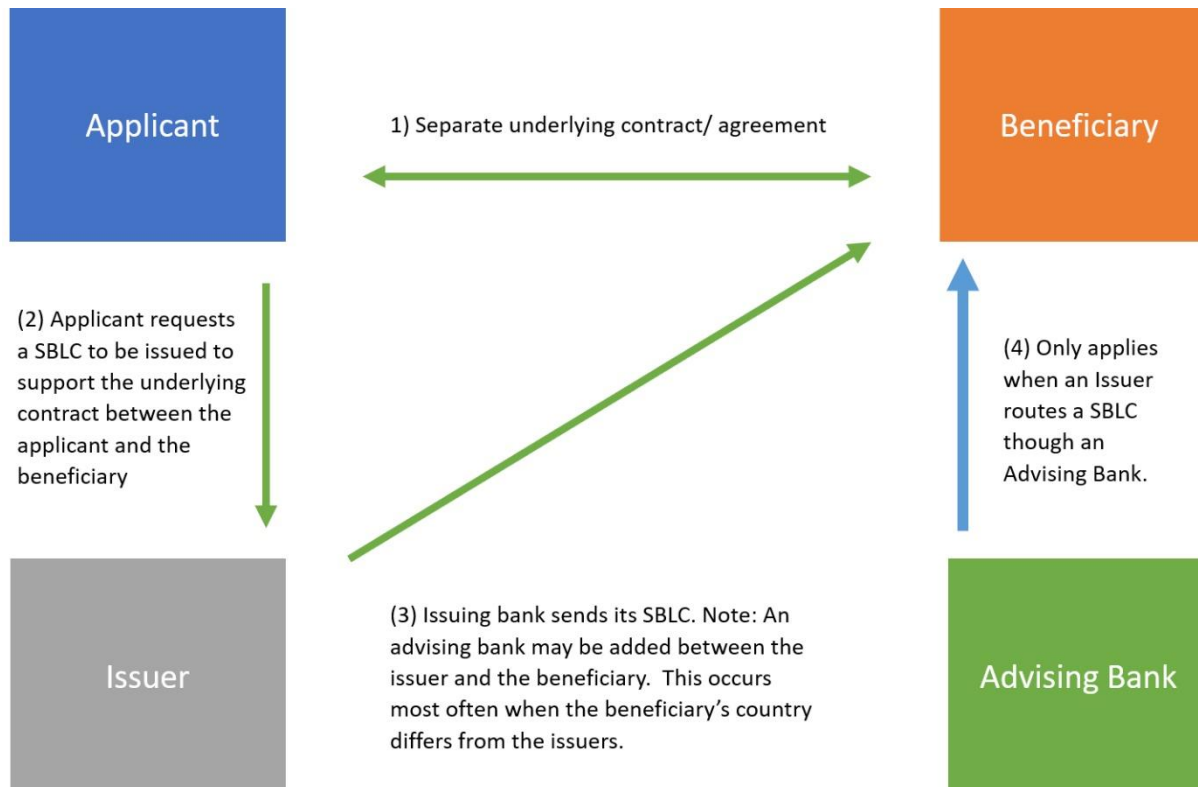 Applicant
1) Separate underlying contract/ agreement
Beneficiary
(2) Applicant requests
a SBLC to be issued to
support the underlying
contract between the
applicant and the
beneficiary
(4) Only applies
when an Issuer
routes a SBLC
though an
Advising Bank.
Issuer
(3) Issuing bank sends its SBLC. Note: An
advising bank may be added between the
issuer and the beneficiary.  This occurs
most often when the beneficiary’s country
differs from the issuers.
Advising Bank